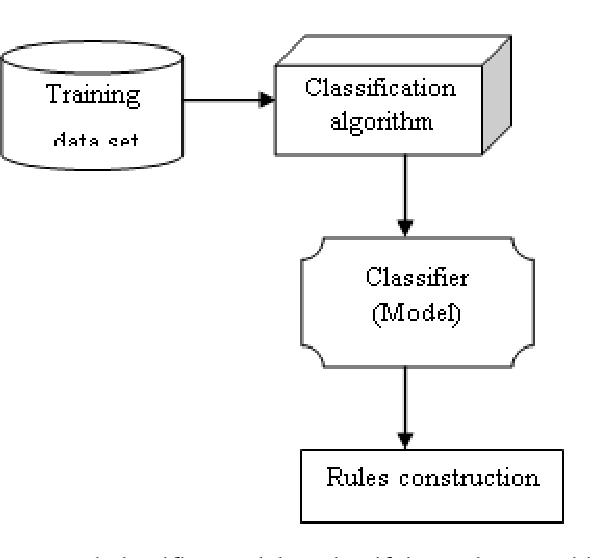 Training
data set
Classification
algorithm
Classifier
(Model)
Rules construction